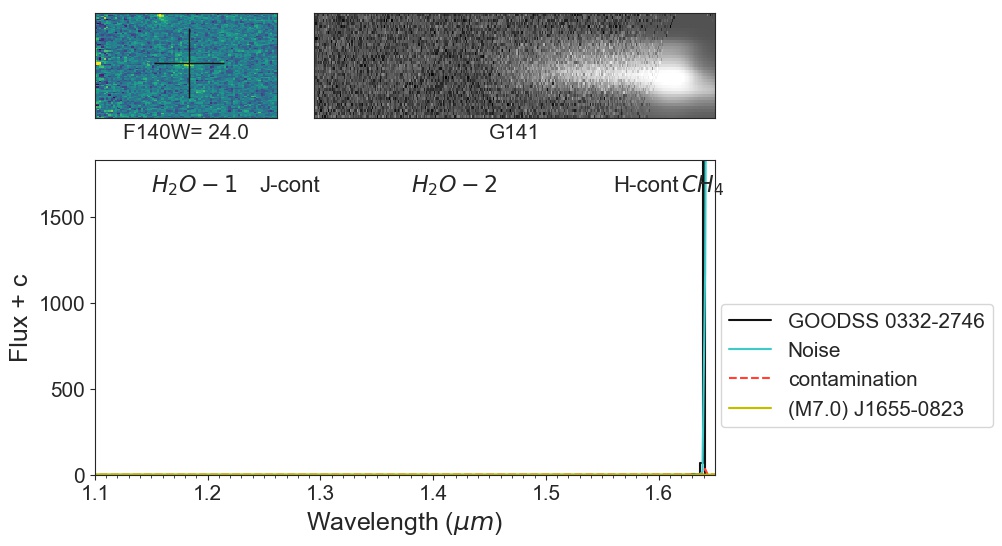 F140W= 24.0
G141
H₂O − 1
J-cont
H₂O − 2
H-cont
CH₄
1500
1000
500
0
Flux + c
1.1
1.2
1.3
1.4
1.5
1.6
Wavelength (μm)
GOODSS 0332-2746
Noise
contamination
(M7.0) J1655-0823